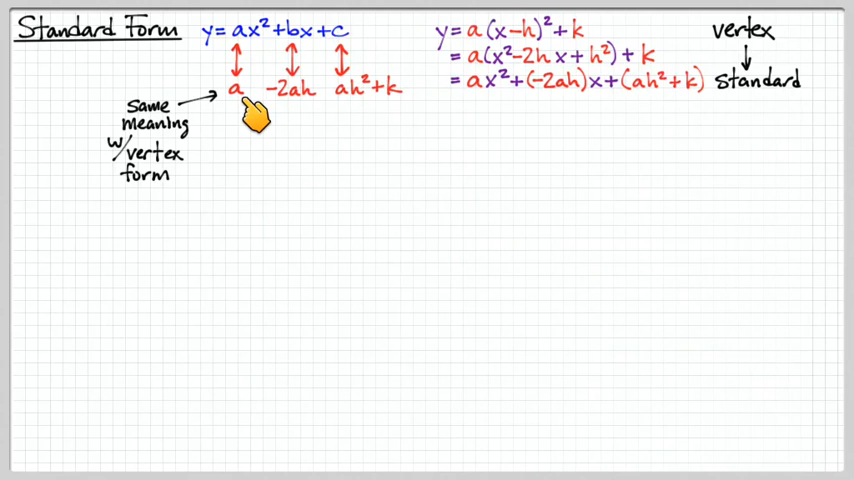 Standard Form y = ax² + bx + c
a -2ah ah² + k
same meaning w/ vertex form
y = a(x-h)² + k vertex
= a(x² - 2hx + h²) + k ↓
= ax² + (-2ah)x + (ah² + k) standard